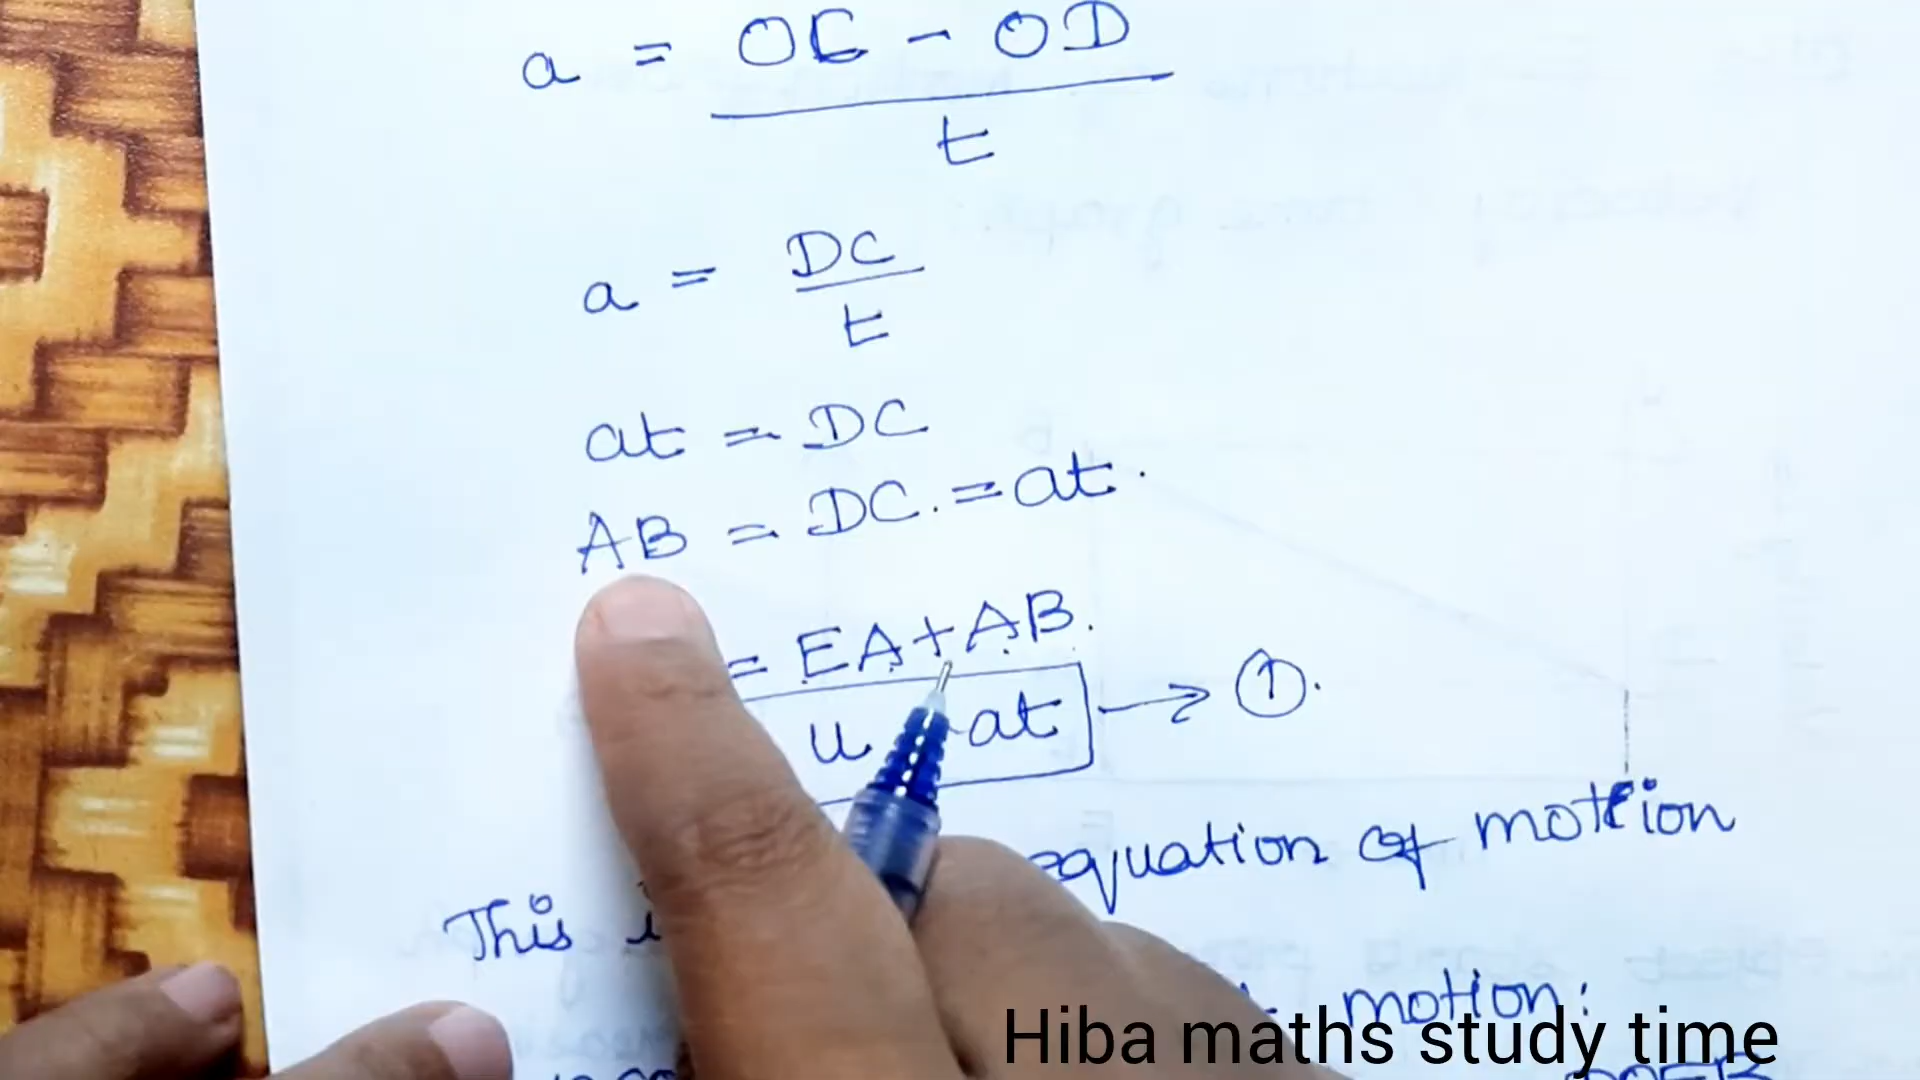 a = OC - OD
t
a = DC
t
at = DC
AB = DC. = at.
= EA+AB.
u at → 1.
This equation of motion
motion:
Hiba maths study time